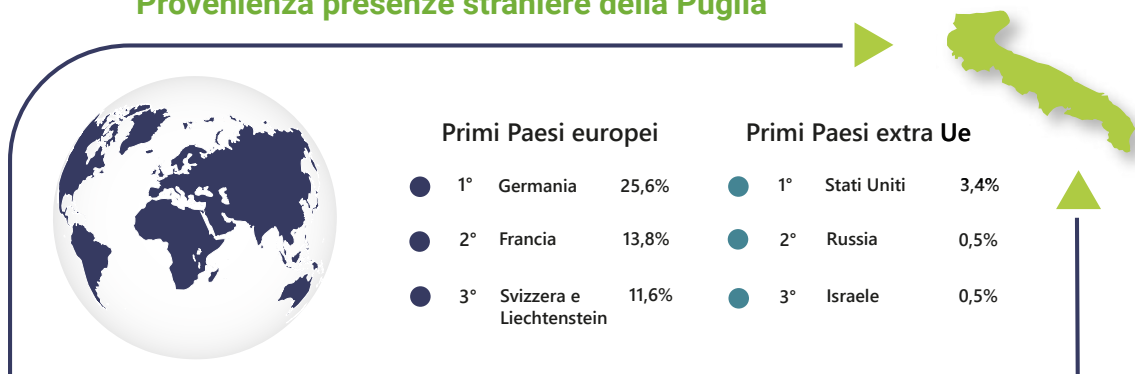 Provenienza presenze straniere della Puglia
Primi Paesi europei
1° Germania 25,6%
2° Francia 13,8%
3° Svizzera e 11,6%
Liechtenstein
Primi Paesi extra Ue
1° Stati Uniti 3,4%
2° Russia 0,5%
3° Israele 0,5%